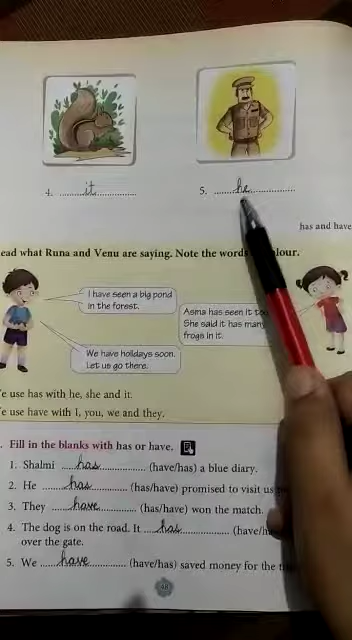 4. it
5. he
has and have
ead what Runa and Venu are saying. Note the words colour.
I have seen a big pond
in the forest.
Asma has seen it too
She said it has many
frogs in it.
We have holidays soon.
Let us go there.
e use has with he, she and it.
e use have with I, you, we and they.
. Fill in the blanks with has or have.
1. Shalmi has (have/has) a blue diary.
2. He has (has/have) promised to visit us
3. They have (has/have) won the match.
4. The dog is on the road. It has (have/h
over the gate.
5. We have (have/has) saved money for the
48